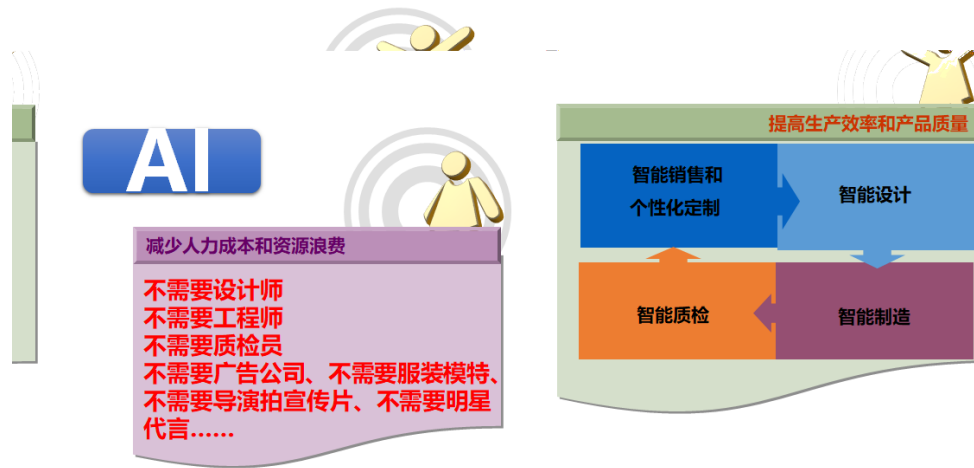 AI
减少人力成本和资源浪费
不需要设计师
不需要工程师
不需要质检员
不需要广告公司、不需要服装模特、
不需要导演拍宣传片、不需要明星
代言……
提高生产效率和产品质量
智能销售和
个性化定制
智能设计
智能质检
智能制造